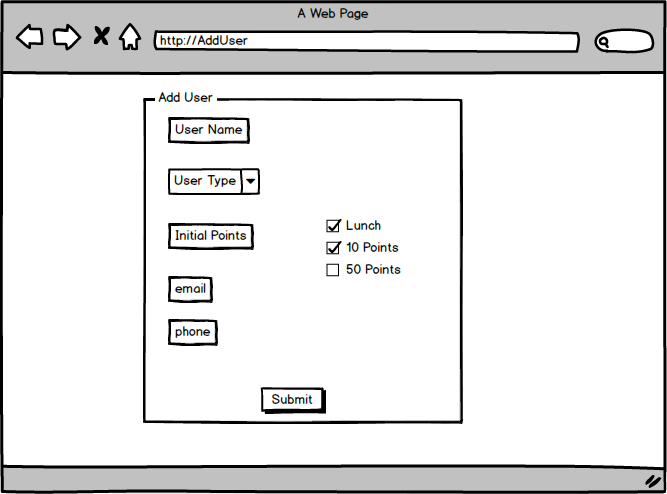 A Web Page
http://AddUser
Add User
User Name
User Type
Initial Points
Lunch
10 Points
50 Points
email
phone
Submit